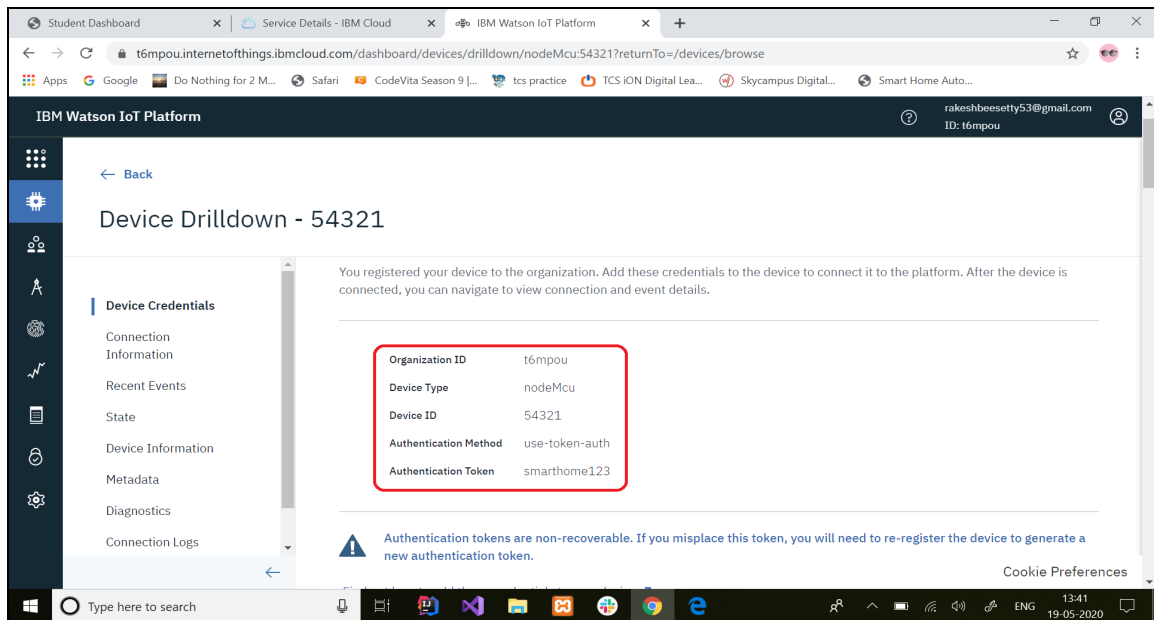 Student Dashboard
Service Details - IBM Cloud
IBM Watson IoT Platform
t6mpou.internetofthings.ibmcloud.com/dashboard/devices/drilldown/nodeMcu:54321?returnTo=/devices/browse
Apps Google Do Nothing for 2 M... Safari CodeVita Season 9 |... tcs practice TCS iON Digital Lea... Skycampus Digital... Smart Home Auto...
IBM Watson IoT Platform
rakeshbeesetty53@gmail.com
ID: t6mpou
Back
Device Drilldown - 54321
Device Credentials
Connection
Information
Recent Events
State
Device Information
Metadata
Diagnostics
Connection Logs
You registered your device to the organization. Add these credentials to the device to connect it to the platform. After the device is
connected, you can navigate to view connection and event details.
Organization ID t6mpou
Device Type nodeMcu
Device ID 54321
Authentication Method use-token-auth
Authentication Token smarthome123
Authentication tokens are non-recoverable. If you misplace this token, you will need to re-register the device to generate a
new authentication token.
Cookie Preferences
Type here to search
ENG
13:41
19-05-2020